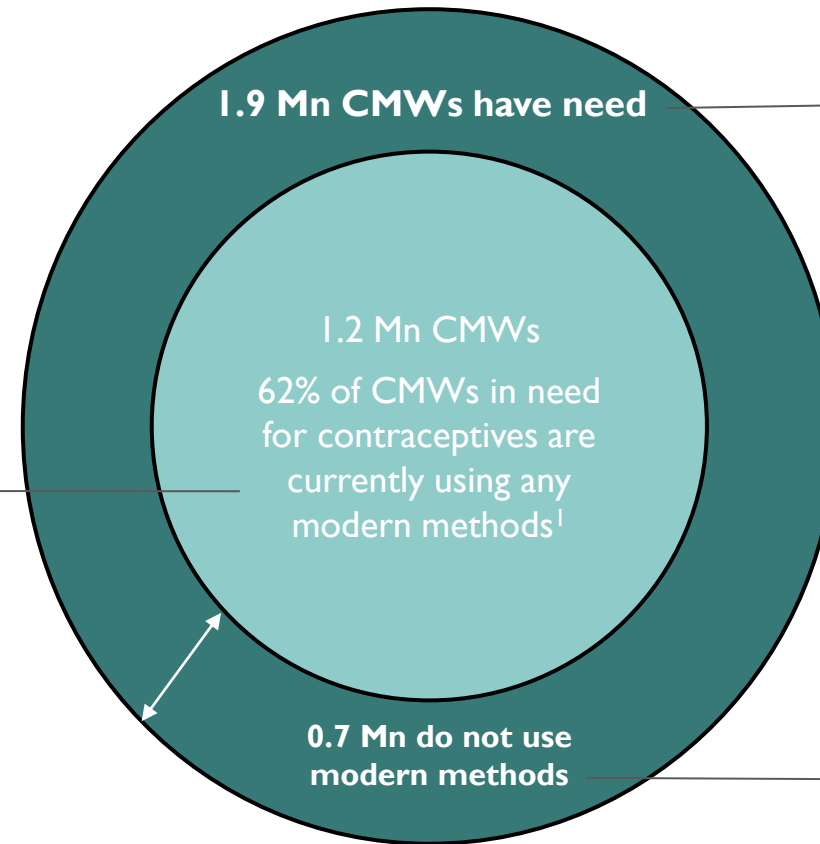 1.9 Mn CMWs have need
1.2 Mn CMWs
62% of CMWs in need
for contraceptives are
currently using any
modern methods¹
0.7 Mn do not use
modern methods